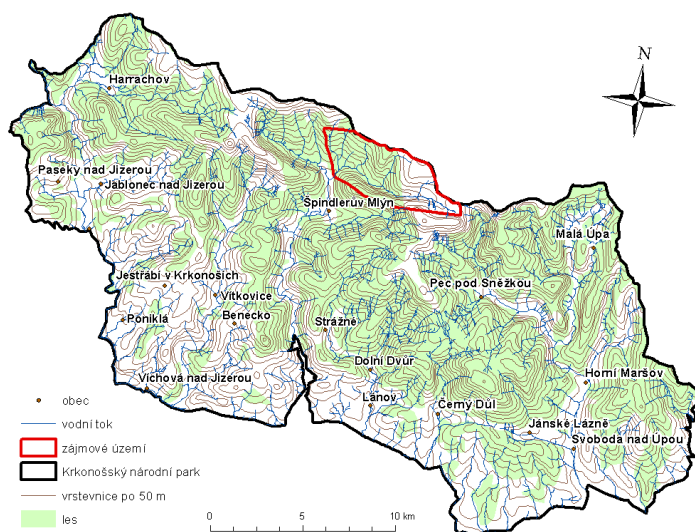 N
Harrachov
Paseky nad Jizerou
Jablonec nad Jizerou
Špindlerův Mlýn
Malá Úpa
Jestřabí v Krkonoších
Vítkovice
Pec pod Sněžkou
Poniklá
Benecko
Strážné
Dolní Dvůr
Horní Maršov
Víchová nad Jizerou
Lánov
Černý Důl
Jánské Lázně
Svoboda nad Úpou
obec
vodní tok
zájmové území
Krkonošský národní park
vrstevnice po 50 m
les
0 5 10 km